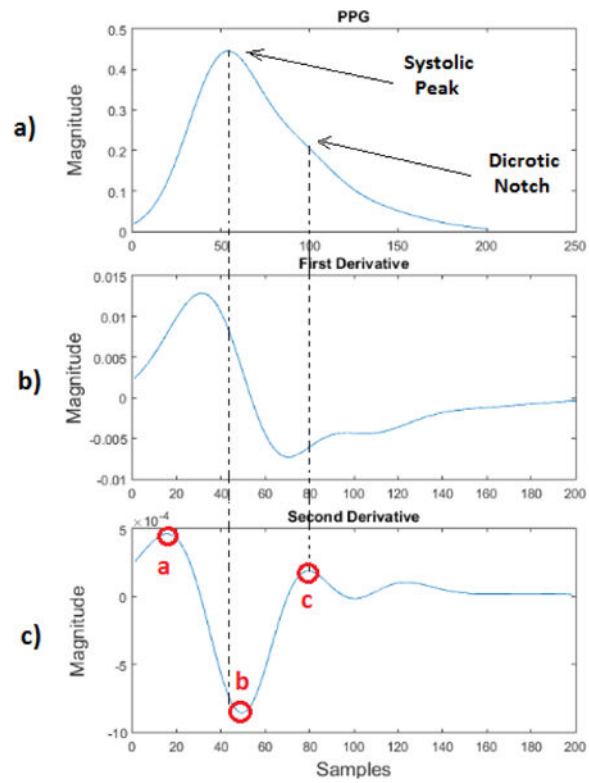 PPG
a)
Magnitude
0.5
0.4
0.3
0.2
0.1
0
Systolic
Peak
Dicrotic
Notch
0 50 100 150 200 250
First Derivative
b)
Magnitude
0.015
0.01
0.005
0
-0.005
-0.01
0 20 40 60 80 100 120 140 160 180 200
Second Derivative
×10⁻⁴
c)
Magnitude
5
0
-5
-10
a
b
c
0 20 40 60 80 100 120 140 160 180 200
Samples